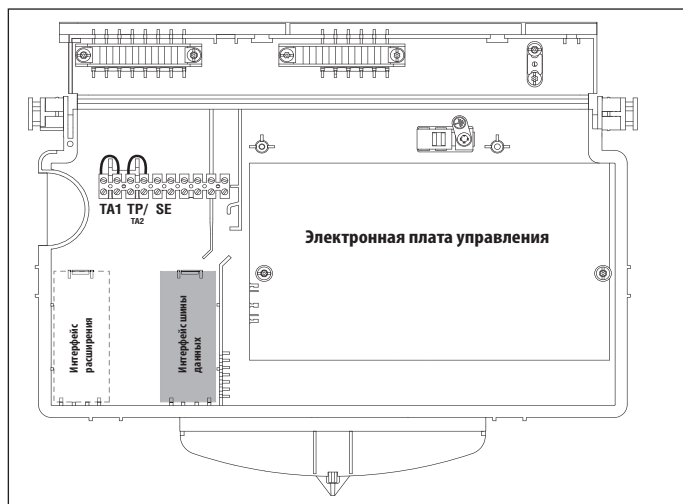 TA1 TP/ SE
TA2
Электронная плата управления
Интерфейс
расширения
Интерфейс шины
данных